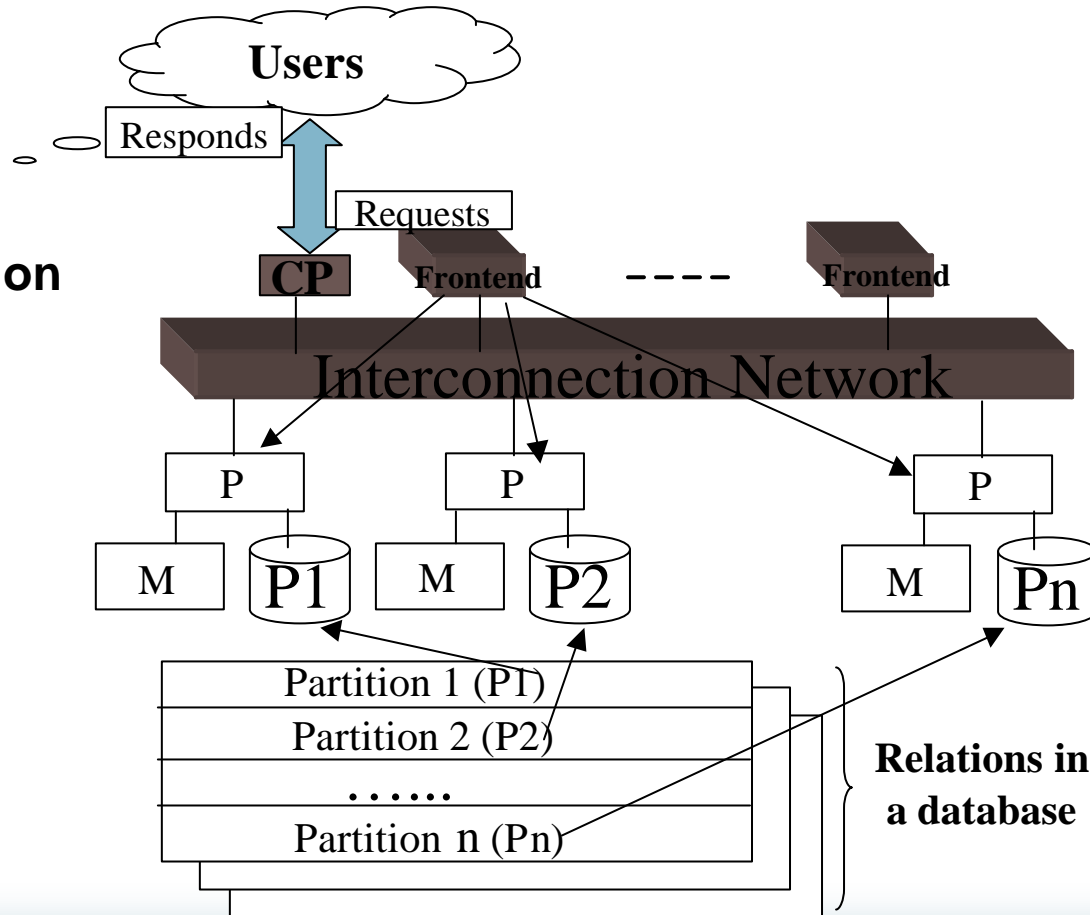 Users
Responds
Requests
on
CP
Frontend
Frontend
Interconnection Network
P
P
P
M
P1
M
P2
M
Pn
Partition 1 (P1)
Partition 2 (P2)
......
Partition n (Pn)
Relations in
a database